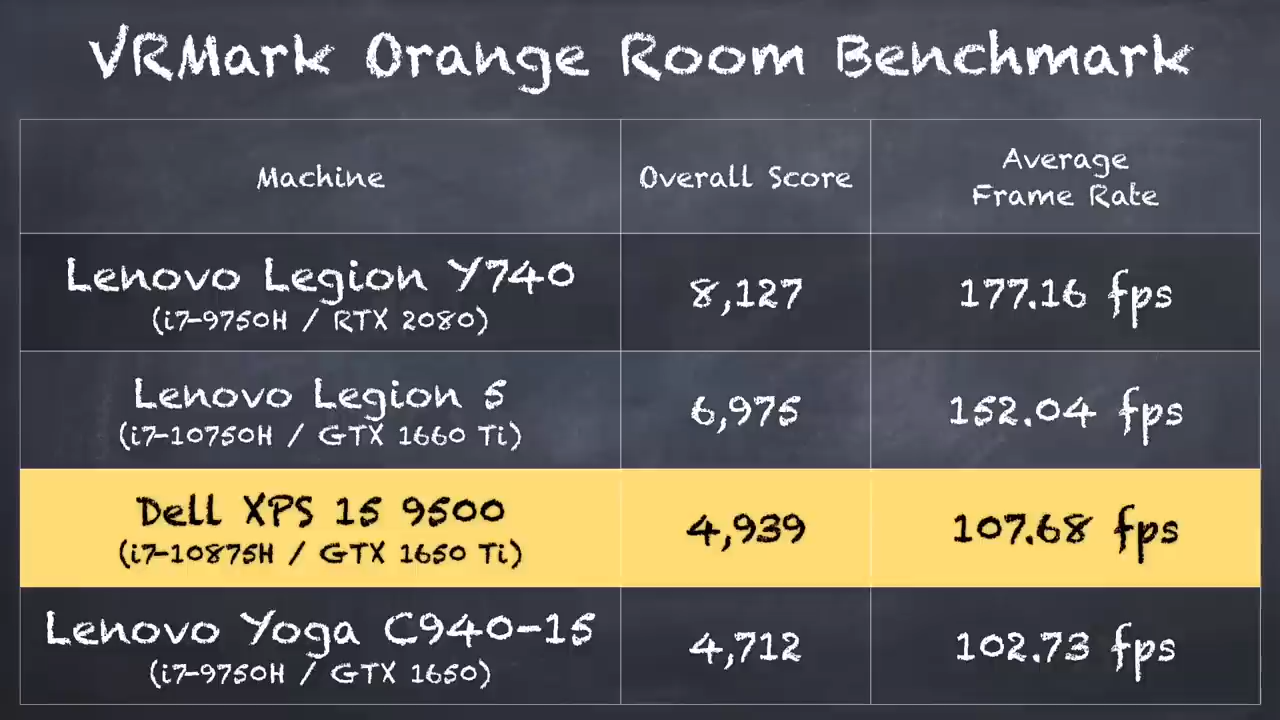 VRMark Orange Room Benchmark
Machine
Overall Score
Average
Frame Rate
Lenovo Legion Y740
(i7-9750H / RTX 2080)
8,127
177.16 fps
Lenovo Legion 5
(i7-10750H / GTX 1660 Ti)
6,975
152.04 fps
Dell XPS 15 9500
(i7-10875H / GTX 1650 Ti)
4,939
107.68 fps
Lenovo Yoga C940-15
(i7-9750H / GTX 1650)
4,712
102.73 fps